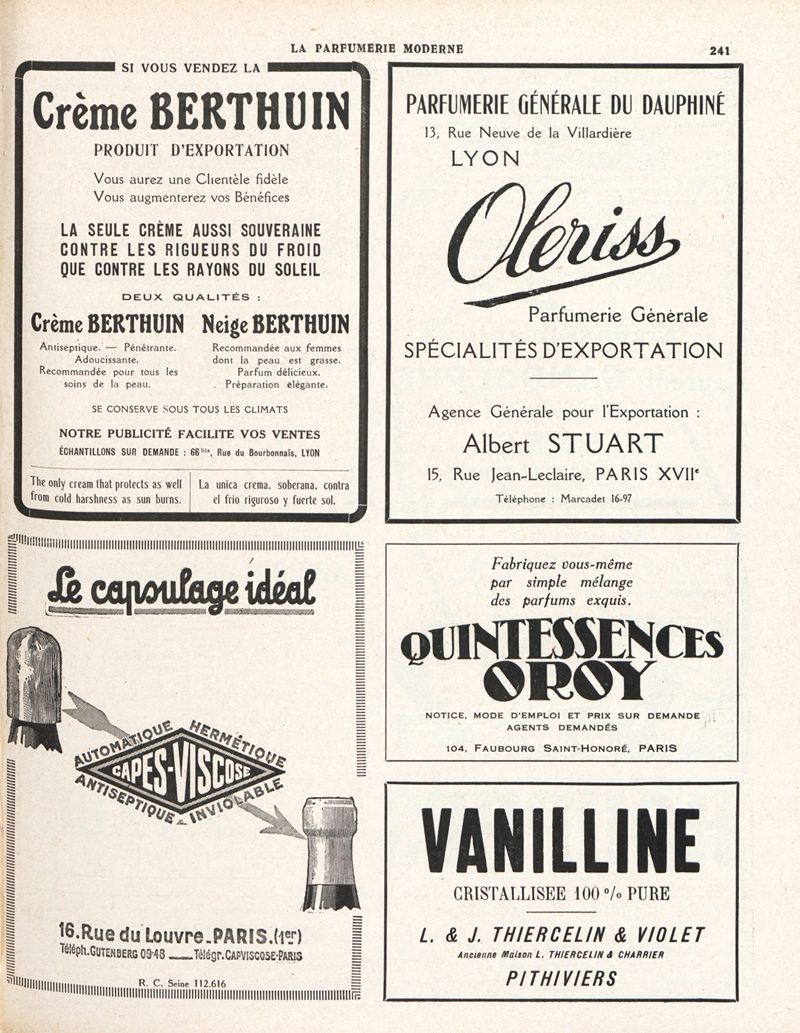 LA PARFUMERIE MODERNE
241
SI VOUS VENDEZ LA
Crème BERTHUIN
PRODUIT D'EXPORTATION
Vous aurez une Clientèle fidèle
Vous augmenterez vos Bénéfices
LA SEULE CRÈME AUSSI SOUVERAINE
CONTRE LES RIGUEURS DU FROID
QUE CONTRE LES RAYONS DU SOLEIL
DEUX QUALITÉS :
Crème BERTHUIN
Antiseptique. — Pénétrante.
Adoucissante.
Recommandée pour tous les
soins de la peau.
Neige BERTHUIN
Recommandée aux femmes
dont la peau est grasse.
Parfum délicieux.
Préparation élégante.
SE CONSERVE SOUS TOUS LES CLIMATS
NOTRE PUBLICITÉ FACILITE VOS VENTES
ÉCHANTILLONS SUR DEMANDE : 66 bis, Rue du Bourbonnais, LYON
The only cream that protects as well
from cold harshness as sun burns.
La unica crema, soberana, contra
el frio riguroso y fuerte sol.
PARFUMERIE GÉNÉRALE DU DAUPHINÉ
13, Rue Neuve de la Villardière
LYON
Oleriss
Parfumerie Générale
SPÉCIALITÉS D'EXPORTATION
Agence Générale pour l'Exportation :
Albert STUART
15, Rue Jean-Leclaire, PARIS XVIIe
Téléphone : Marcadet 16-97
Le capsulage idéal
AUTOMATIQUE HERMÉTIQUE
CAPES-VISCOSE
ANTISEPTIQUE - INVIOLABLE
16. Rue du Louvre - PARIS. (1er)
Téléph. GUTENBERG 09-48 — Télégr. CAPVISCOSE-PARIS
R. C. Seine 112.616
Fabriquez vous-même
par simple mélange
des parfums exquis.
QUINTESSENCES
OROY
NOTICE, MODE D'EMPLOI ET PRIX SUR DEMANDE
AGENTS DEMANDÉS
104, FAUBOURG SAINT-HONORÉ, PARIS
VANILLINE
CRISTALLISEE 100 % PURE
L. & J. THIERCELIN & VIOLET
Ancienne Maison L. THIERCELIN & CHARRIER
PITHIVIERS